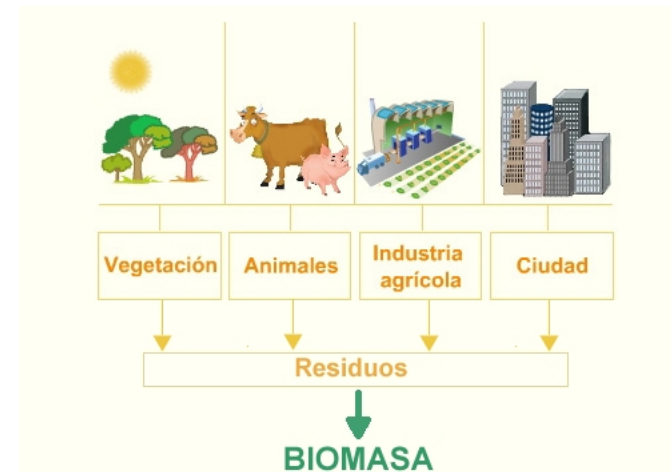 Vegetación
Animales
Industria
agrícola
Ciudad
Residuos
BIOMASA